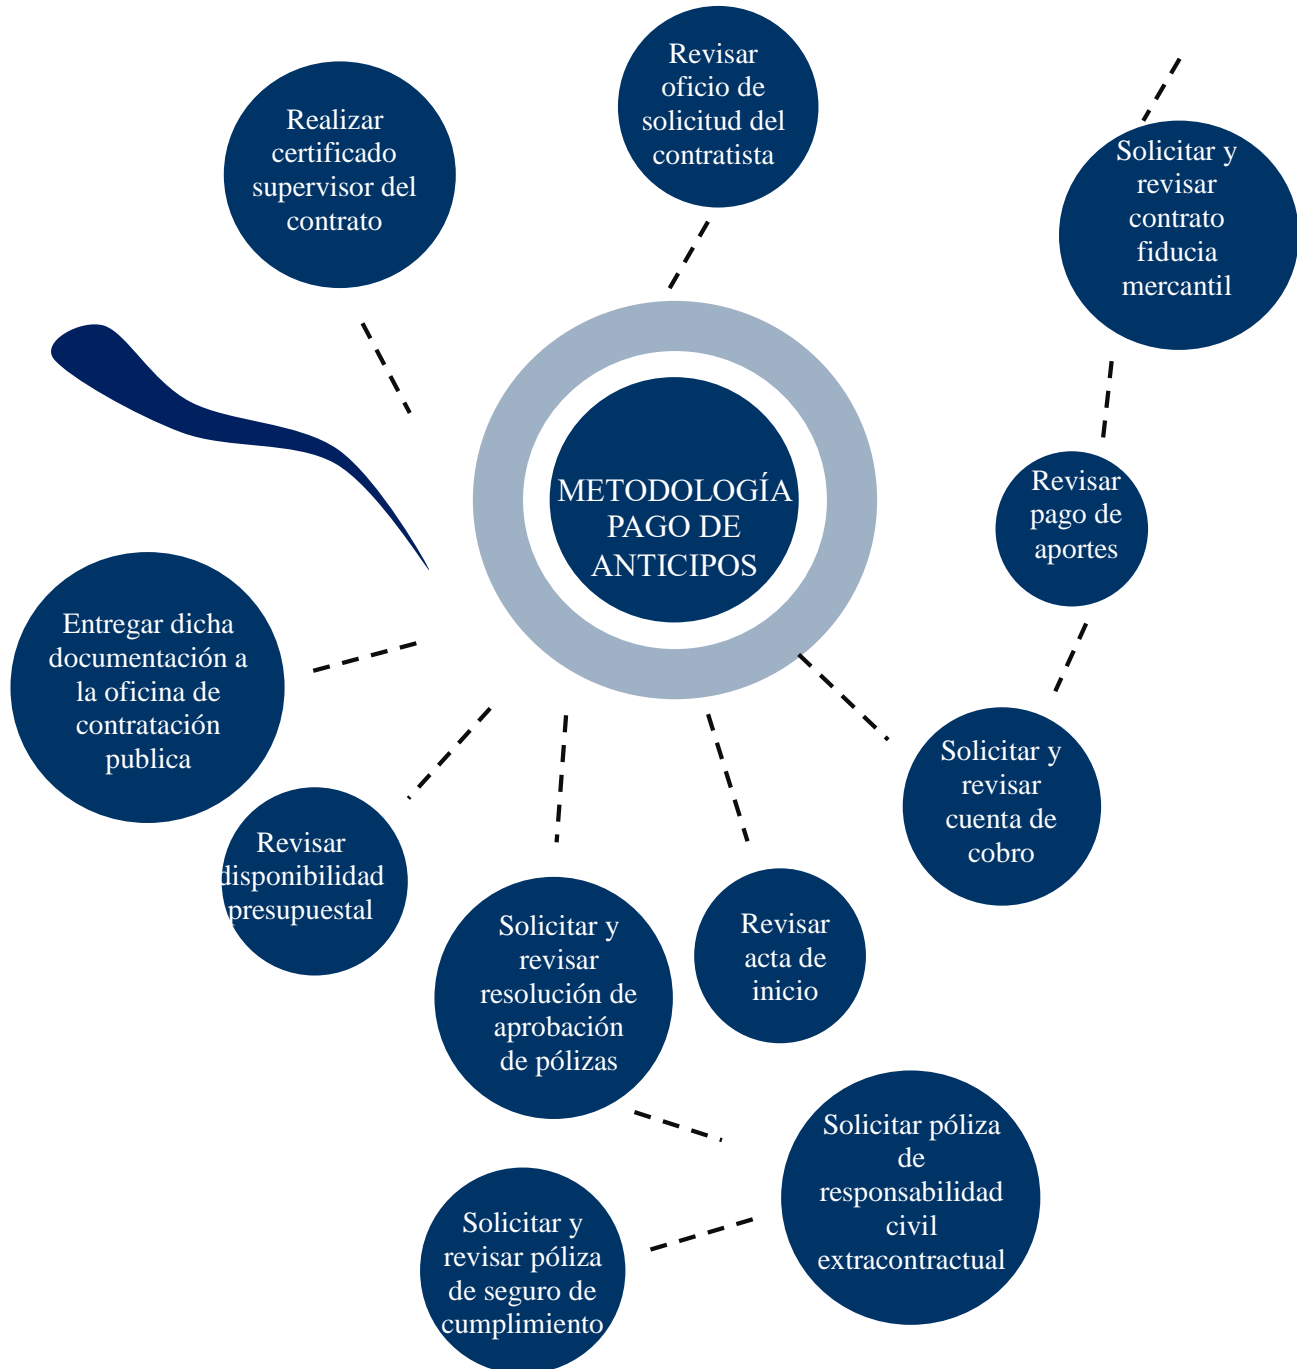 Revisar
oficio de
solicitud del
contratista
Realizar
certificado
supervisor del
contrato
Solicitar y
revisar
contrato
fiducia
mercantil
METODOLOGÍA
PAGO DE
ANTICIPOS
Revisar
pago de
aportes
Entregar dicha
documentación a
la oficina de
contratación
publica
Solicitar y
revisar
cuenta de
cobro
Revisar
disponibilidad
presupuestal
Solicitar y
revisar
resolución de
aprobación
de pólizas
Revisar
acta de
inicio
Solicitar póliza
de
responsabilidad
civil
extracontractual
Solicitar y
revisar póliza
de seguro de
cumplimiento